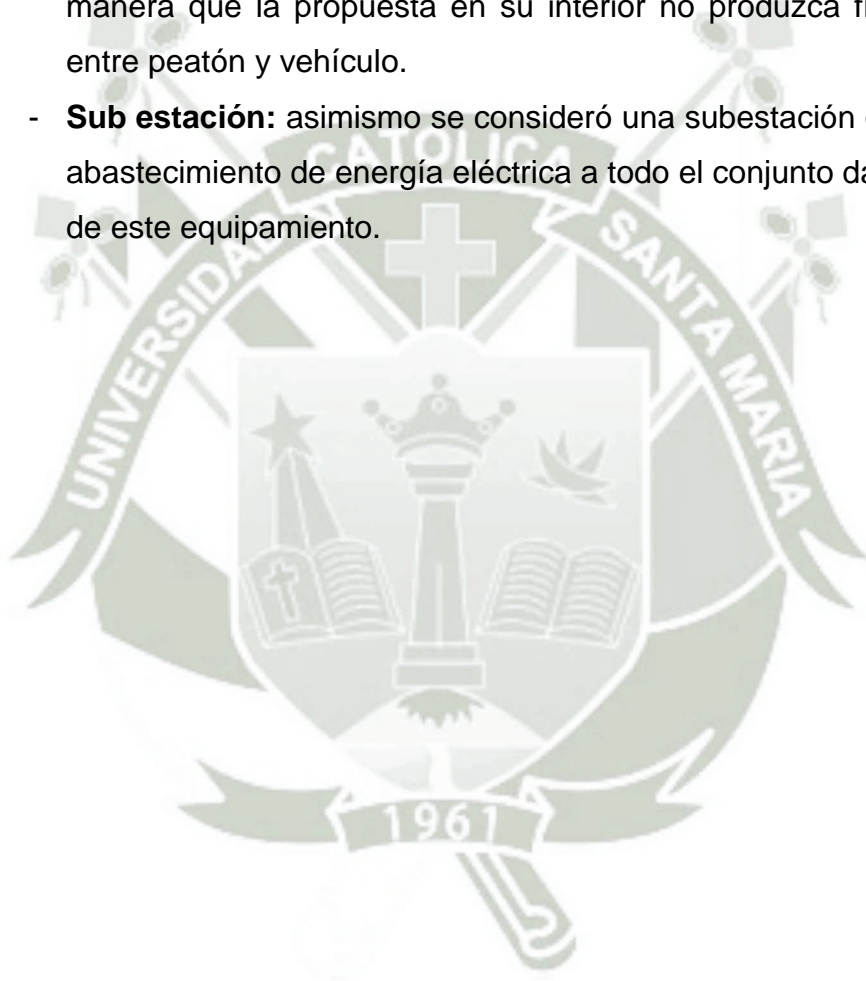 manera que la propuesta en su interior no produzca
entre peatón y vehículo.
- Sub estación: asimismo se consideró una subestación
abastecimiento de energía eléctrica a todo el conjunto
de este equipamiento.
UNIVERSIDAD CATOLICA SANTA MARIA
1961